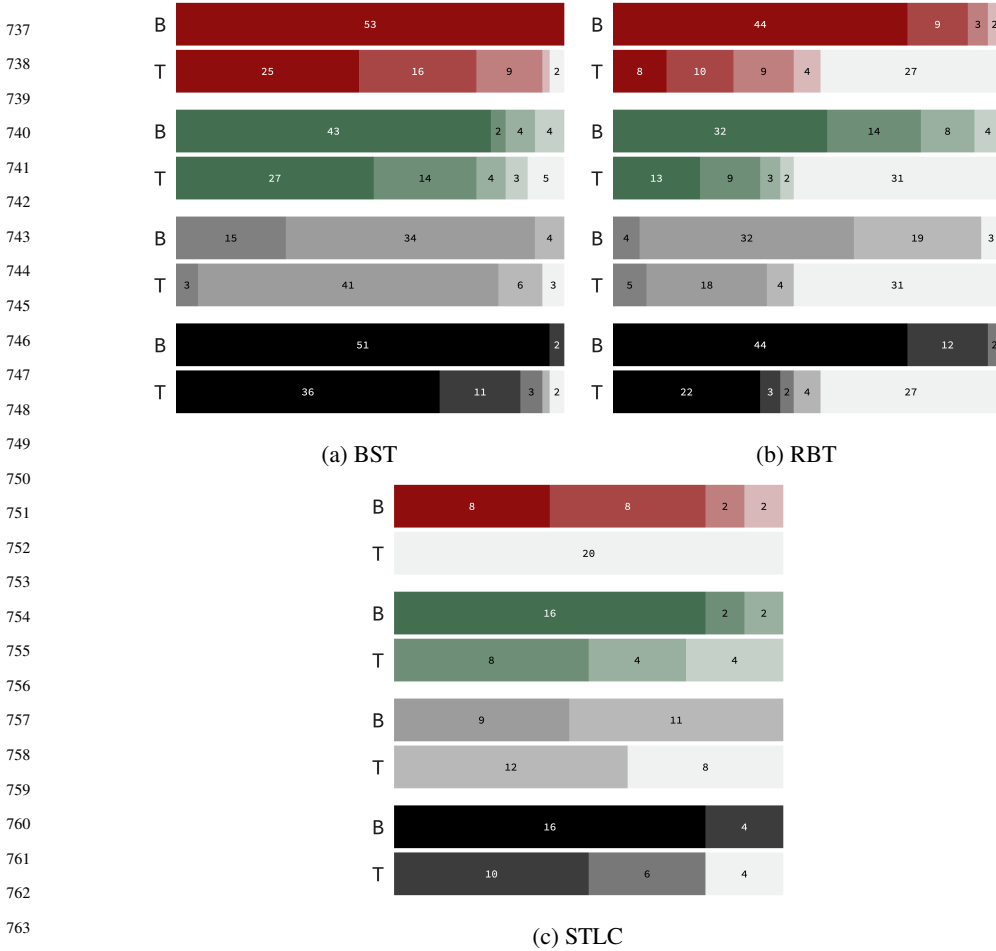 737
738
739
740
741
742
743
744
745
746
747
748
749
750
751
752
753
754
755
756
757
758
759
760
761
762
763
B 53
T 25 16 9 2
B 43 2 4 4
T 27 14 4 3 5
B 15 34 4
T 3 41 6 3
B 51 2
T 36 11 3 2
(a) BST
B 44 9 3 2
T 8 10 9 4 27
B 32 14 8 4
T 13 9 3 2 31
B 4 32 19 3
T 5 18 4 31
B 44 12 2
T 22 3 2 4 27
(b) RBT
B 8 8 2 2
T 20
B 16 2 2
T 8 4 4
B 9 11
T 12 8
B 16 4
T 10 6 4
(c) STLC